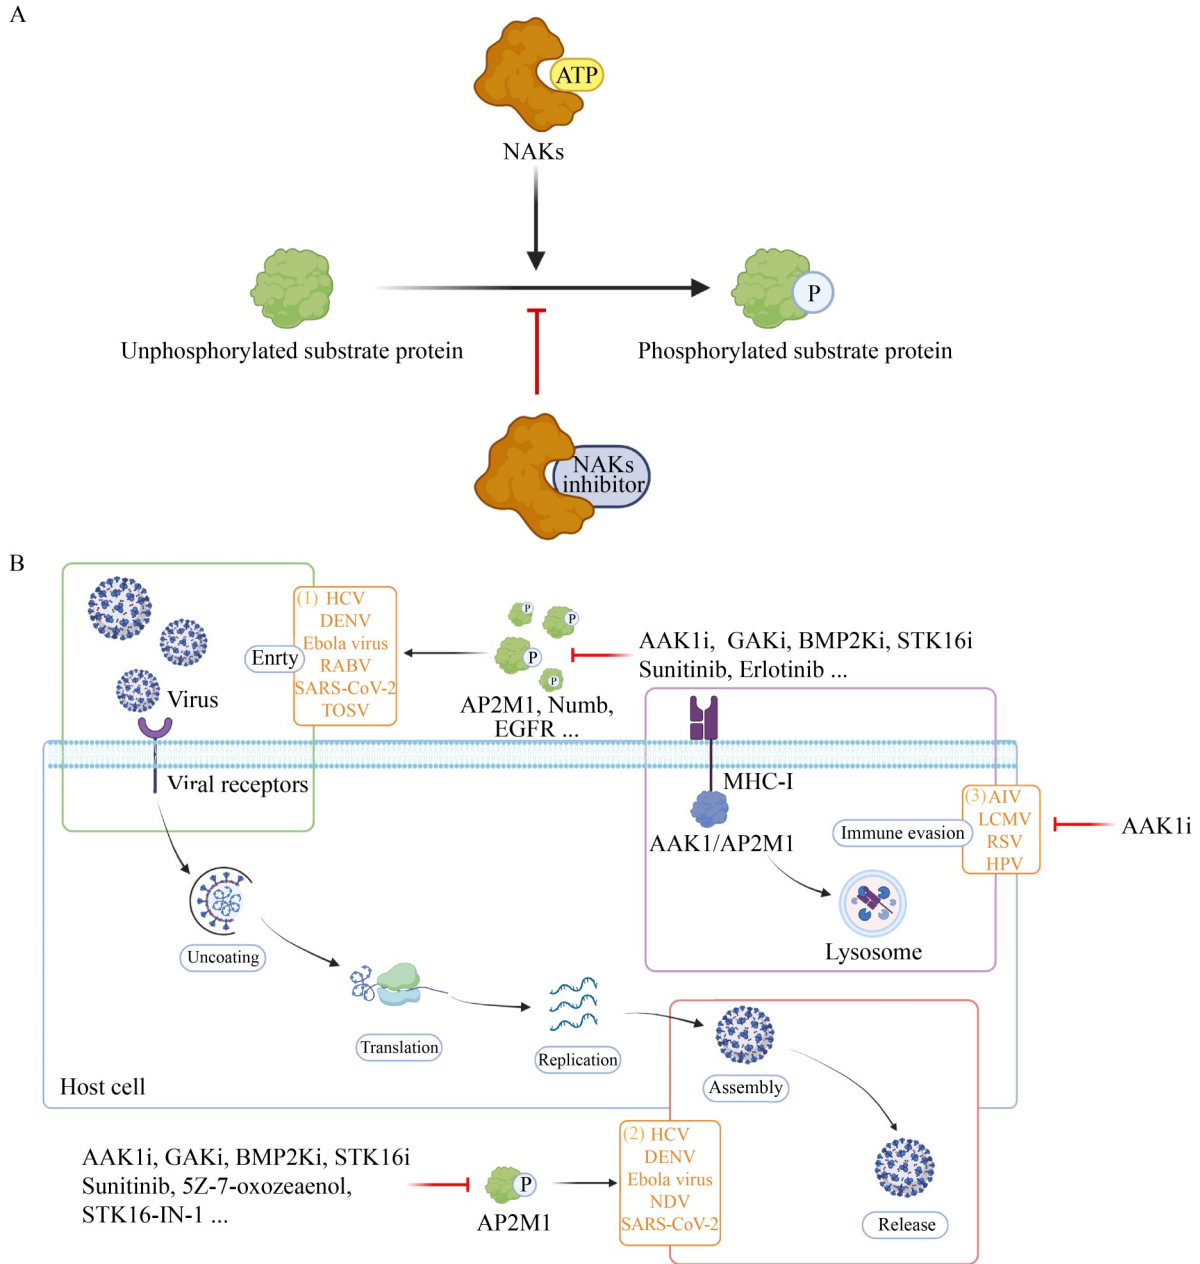 A
ATP
NAKs
P
Unphosphorylated substrate protein
Phosphorylated substrate protein
NAKs
inhibitor
B
(1) HCV
DENV
Ebola virus
RABV
SARS-CoV-2
TOSV
Enrty
Virus
Viral receptors
P
P
P
P
AP2M1, Numb,
EGFR ...
AAK1i, GAKi, BMP2Ki, STK16i
Sunitinib, Erlotinib ...
MHC-I
AAK1/AP2M1
Lysosome
Immune evasion
(3) AIV
LCMV
RSV
HPV
AAK1i
Uncoating
Translation
Replication
Assembly
Release
Host cell
AAK1i, GAKi, BMP2Ki, STK16i
Sunitinib, 5Z-7-oxozeaenol,
STK16-IN-1 ...
P
AP2M1
(2) HCV
DENV
Ebola virus
NDV
SARS-CoV-2